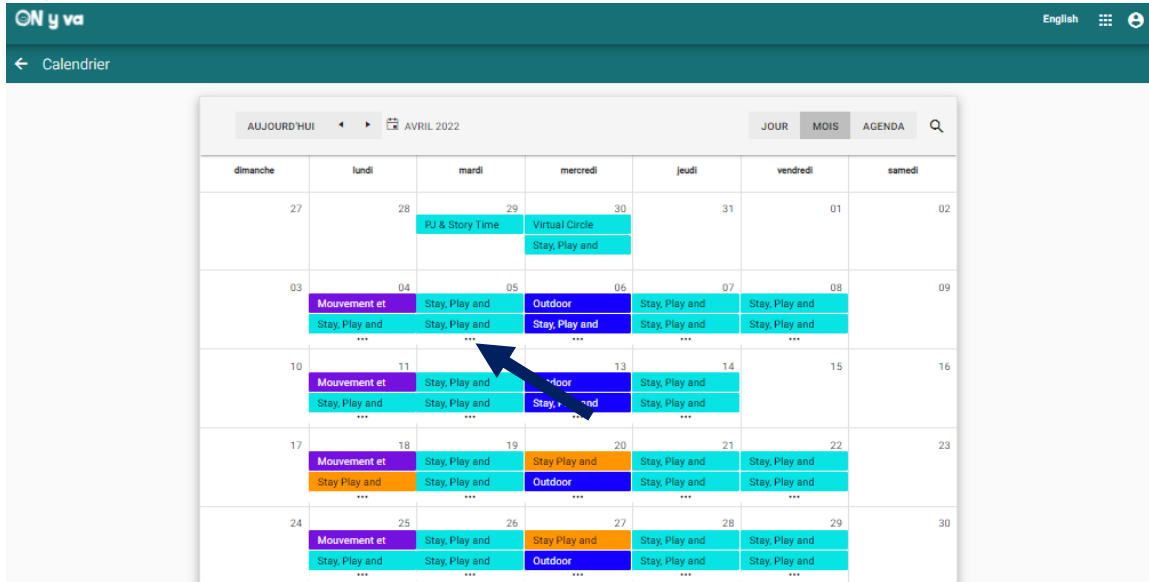 ON y va English
Calendrier
AUJOURD'HUI AVRIL 2022 JOUR MOIS AGENDA
dimanche lundi mardi mercredi jeudi vendredi samedi
27 28 29 30 31 01 02
PJ & Story Time Virtual Circle
Stay, Play and
03 04 05 06 07 08 09
Mouvement et Stay, Play and Outdoor Stay, Play and Stay, Play and
Stay, Play and Stay, Play and Stay, Play and Stay, Play and Stay, Play and
... ... ... ... ...
10 11 13 14 15 16
Mouvement et Stay, Play and Stay, Play and
Stay, Play and Stay, Play and Stay, and Stay, Play and
... ... ...
17 18 19 20 21 22 23
Mouvement et Stay, Play and Stay Play and Stay, Play and Stay, Play and
Stay Play and Stay, Play and Outdoor Stay, Play and Stay, Play and
... ... ... ... ...
24 25 26 27 28 29 30
Mouvement et Stay, Play and Stay Play and Stay, Play and Stay, Play and
Stay, Play and Stay, Play and Outdoor Stay, Play and Stay, Play and
... ... ... ... ...